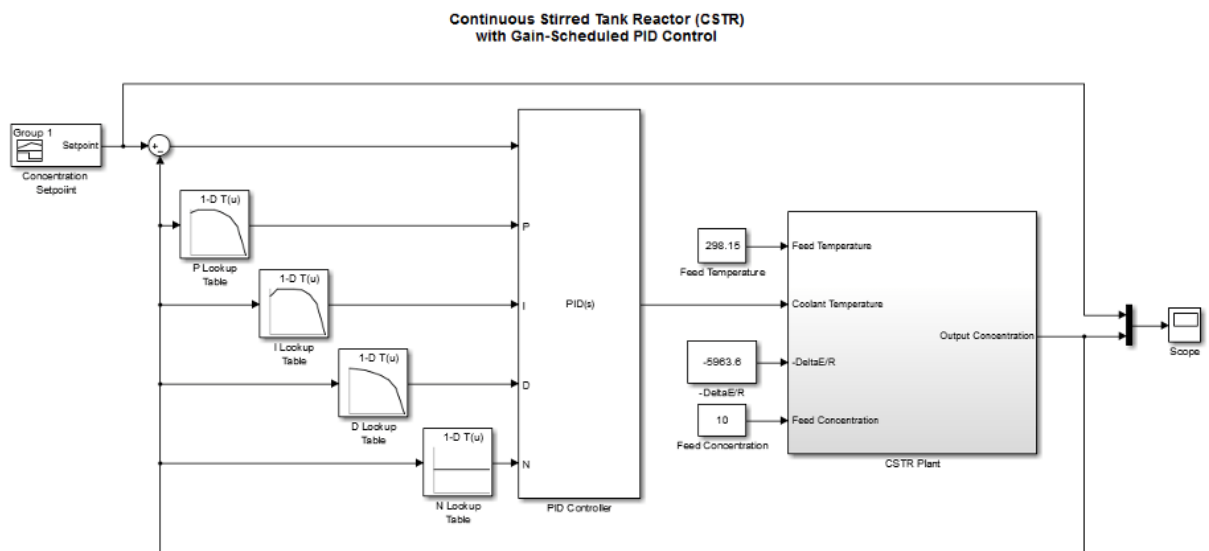 Continuous Stirred Tank Reactor (CSTR)
with Gain-Scheduled PID Control
Group 1
Setpoint
Concentration
Setpoiint
+
-
1-D T(u)
P Lookup
Table
1-D T(u)
I Lookup
Table
1-D T(u)
D Lookup
Table
1-D T(u)
N Lookup
Table
P
I
D
N
PID(s)
PID Controller
298.15
Feed Temperature
-5963.6
-DeltaE/R
10
Feed Concentration
Feed Temperature
Coolant Temperature
-DeltaE/R
Feed Concentration
Output Concentration
CSTR Plant
Scope